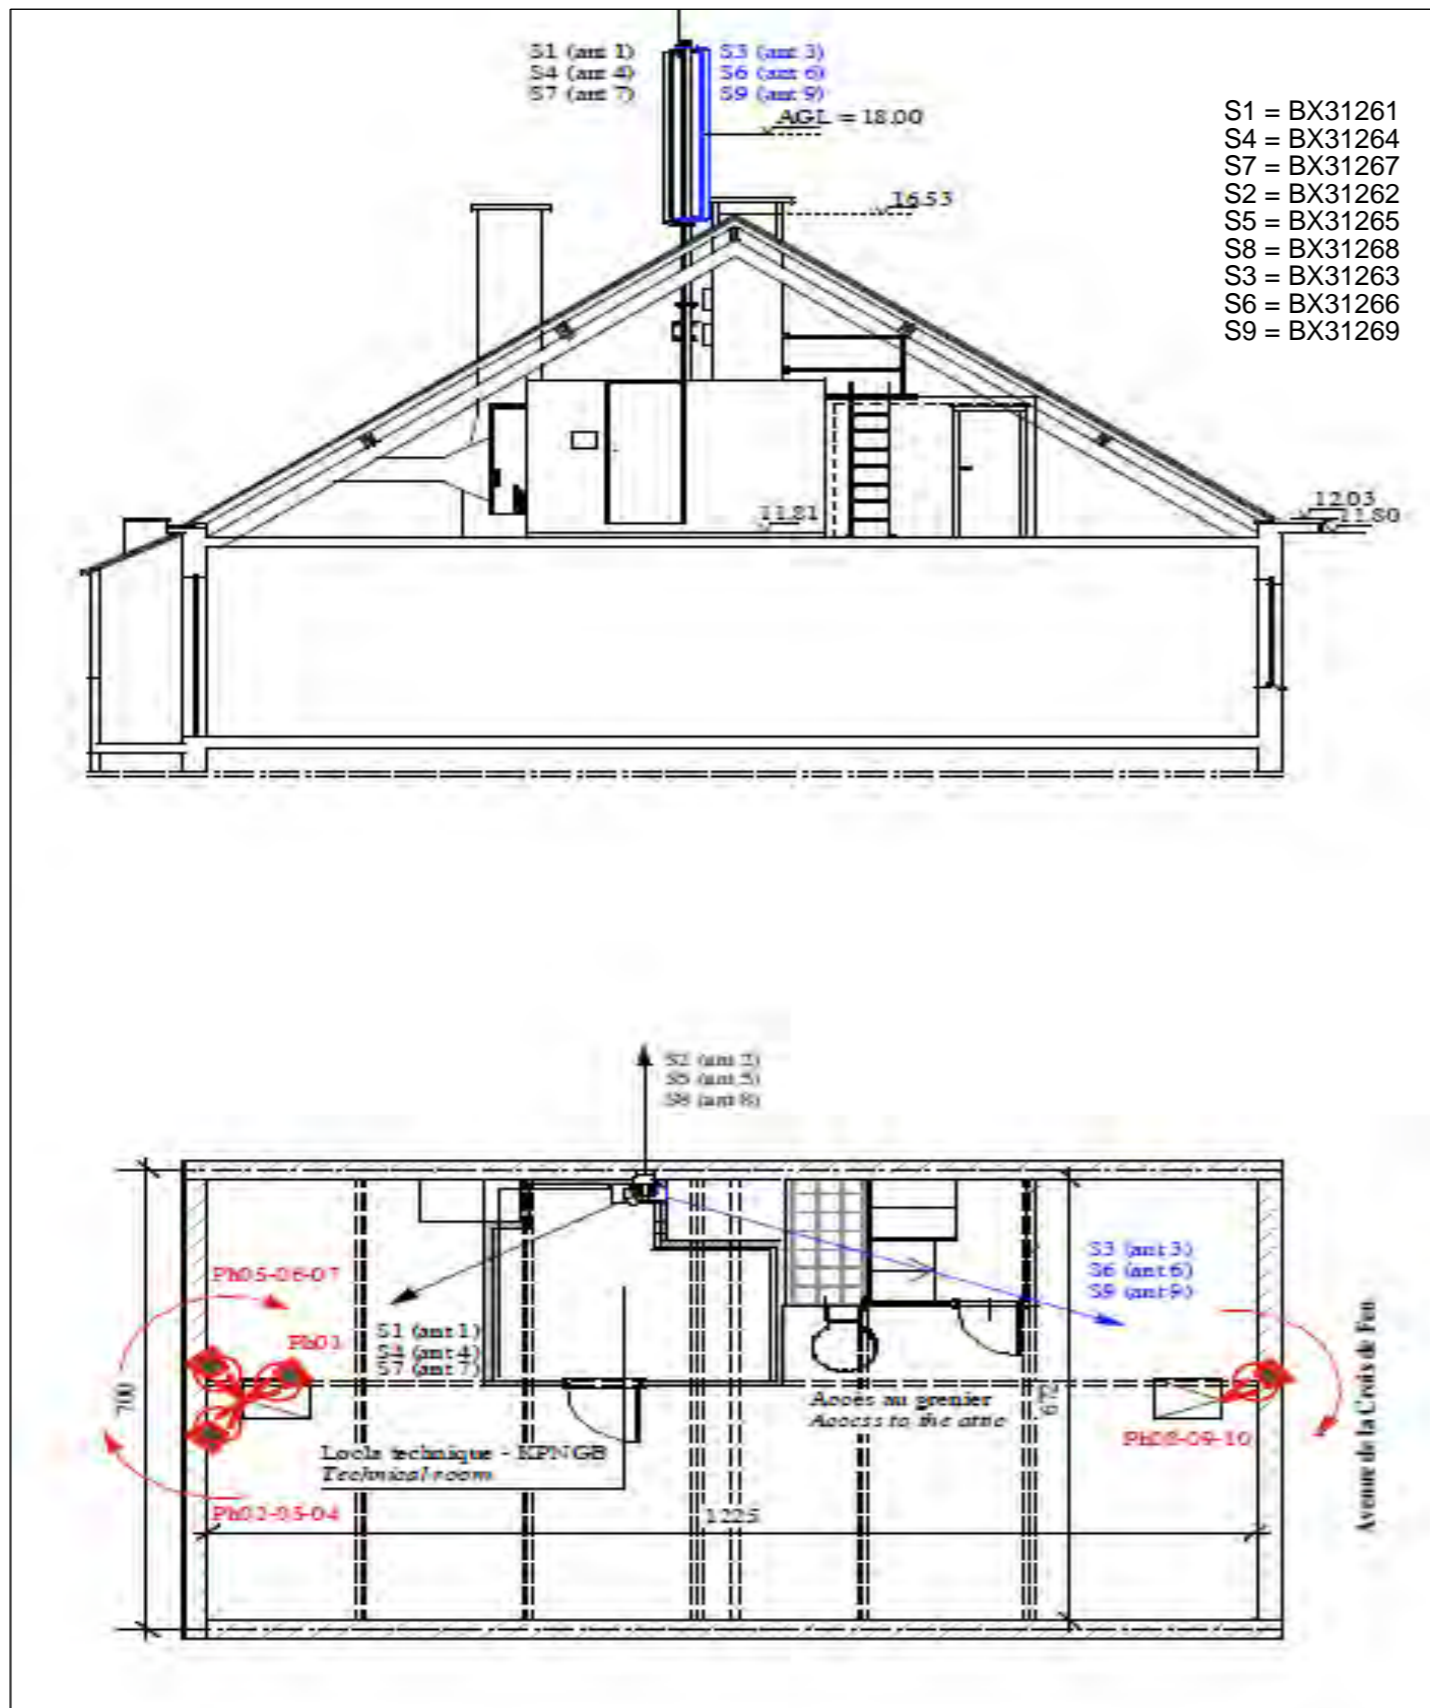 S1 (ant 1)
S4 (ant 4)
S7 (ant 7)
S3 (ant 3)
S6 (ant 6)
S9 (ant 9)
AGL = 18.00
16.53
S1 = BX31261
S4 = BX31264
S7 = BX31267
S2 = BX31262
S5 = BX31265
S8 = BX31268
S3 = BX31263
S6 = BX31266
S9 = BX31269
11.81
12.03
11.80
S2 (ant 2)
S5 (ant 5)
S8 (ant 8)
Ph05-06-07
Ph01
S1 (ant 1)
S4 (ant 4)
S7 (ant 7)
S3 (ant 3)
S6 (ant 6)
S9 (ant 9)
700
672
Accès au grenier
Access to the attic
Ph08-09-10
Avenue de la Croix de Feu
Locla technique - KPNGB
Technical room
Ph02-03-04
1225